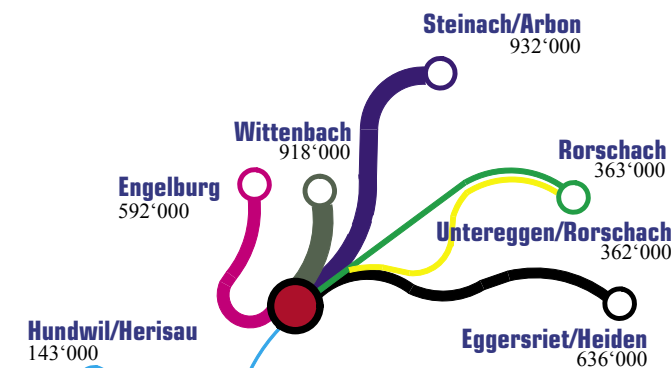 Steinach/Arbon
932‘000
Wittenbach
918‘000
Rorschach
363‘000
Engelburg
592‘000
Untereggen/Rorschach
362‘000
Hundwil/Herisau
143‘000
Eggersriet/Heiden
636‘000